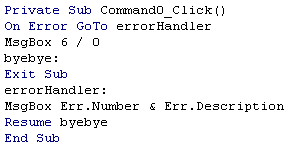 Private Sub Command0_Click()
On Error GoTo errorHandler
MsgBox 6 / 0
byebye:
Exit Sub
errorHandler:
MsgBox Err.Number & Err.Description
Resume byebye
End Sub